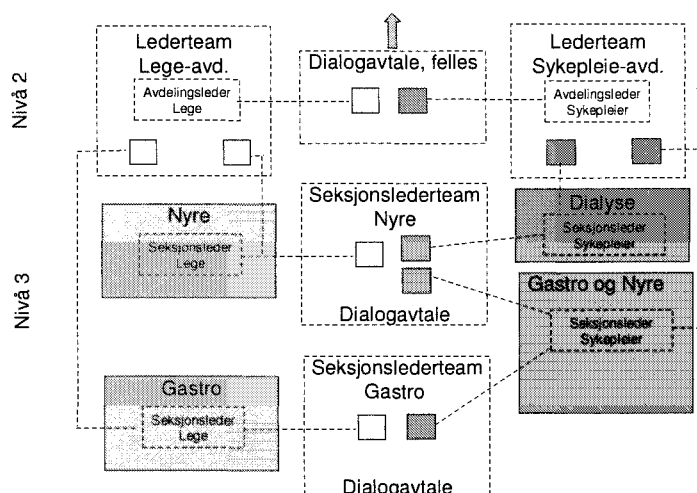 Nivå 2
Lederteam
Lege-avd.
Avdelingsleder
Lege
Dialogavtale, felles
Lederteam
Sykepleie-avd.
Avdelingsleder
Sykepleier
Nivå 3
Nyre
Seksjonsleder
Lege
Seksjonslederteam
Nyre
Dialogavtale
Dialyse
Seksjonsleder
Sykepleier
Gastro og Nyre
Seksjonsleder
Sykepleier
Gastro
Seksjonsleder
Lege
Seksjonslederteam
Gastro
Dialogavtale